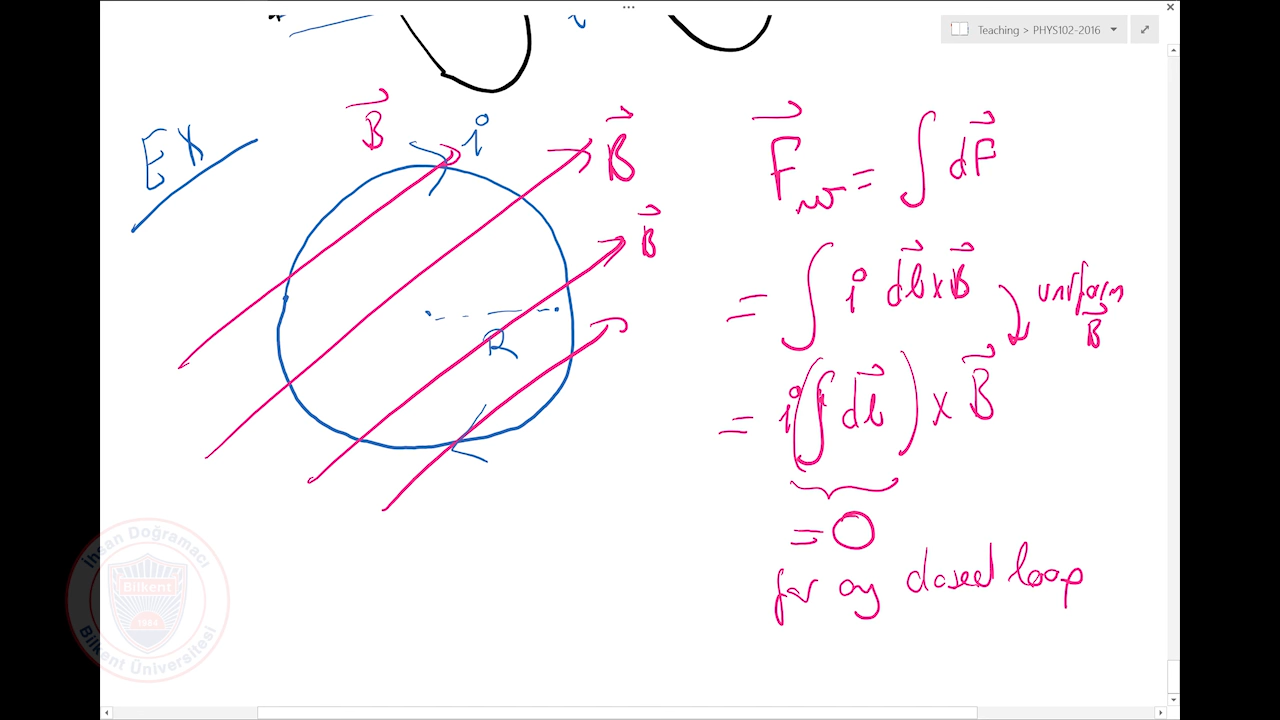 Teaching > PHYS102-2016
EX
B⃗
i
B⃗
B⃗
R
F⃗w = ∫ dF⃗
= ∫ i dL⃗ x B⃗
uniform
B⃗
= i(∫ dL⃗) x B⃗
= 0
for any closed loop
İhsan Doğramacı
Bilkent
1984
Bilkent Üniversitesi